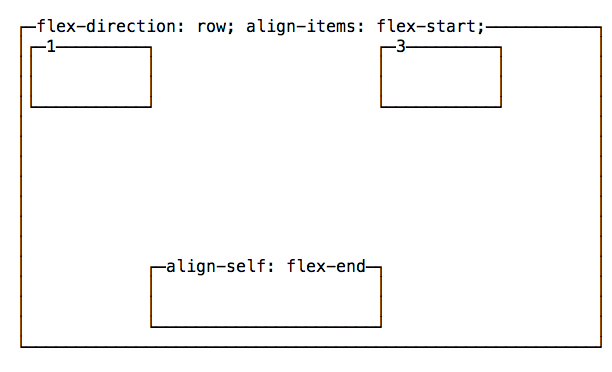 flex-direction: row; align-items: flex-start;
1
3
align-self: flex-end